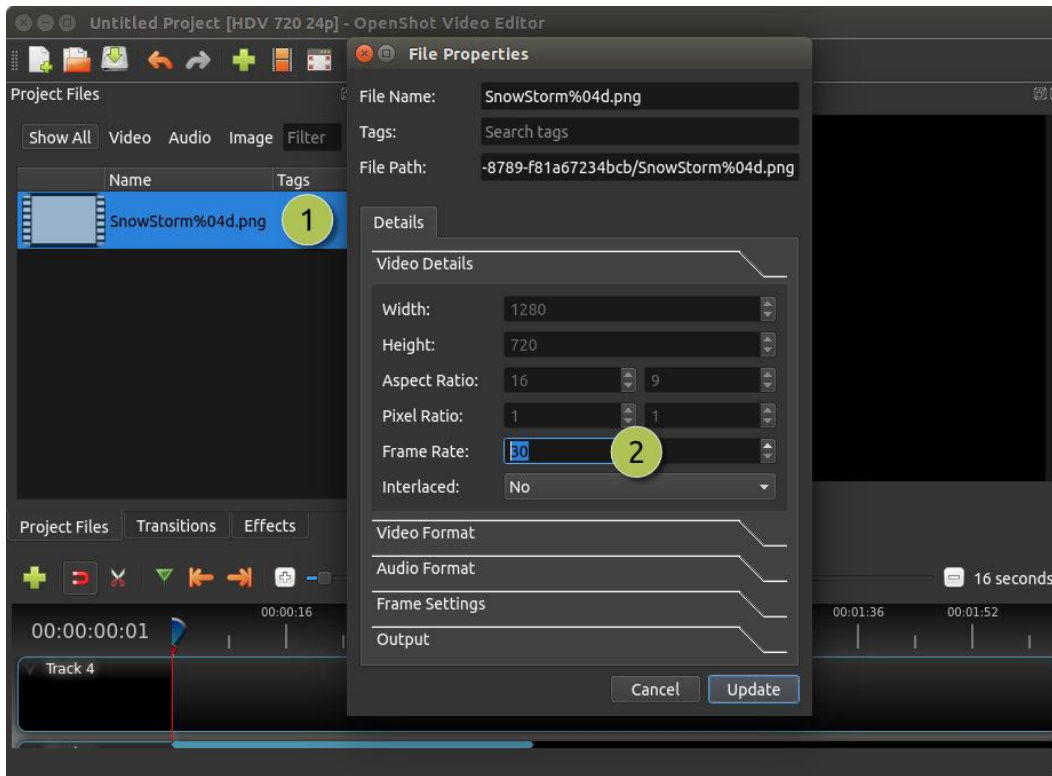 Untitled Project [HDV 720 24p] - OpenShot Video Editor
File Properties
Project Files
Show All Video Audio Image Filter
Name Tags
SnowStorm%04d.png 1
File Name: SnowStorm%04d.png
Tags: Search tags
File Path: -8789-f81a67234bcb/SnowStorm%04d.png
Details
Video Details
Width: 1280
Height: 720
Aspect Ratio: 16 9
Pixel Ratio: 1 1
Frame Rate: 30 2
Interlaced: No
Video Format
Audio Format
Frame Settings
Output
Cancel Update
Project Files Transitions Effects
16 seconds
00:00:00:01
00:00:16 00:01:36 00:01:52
Track 4